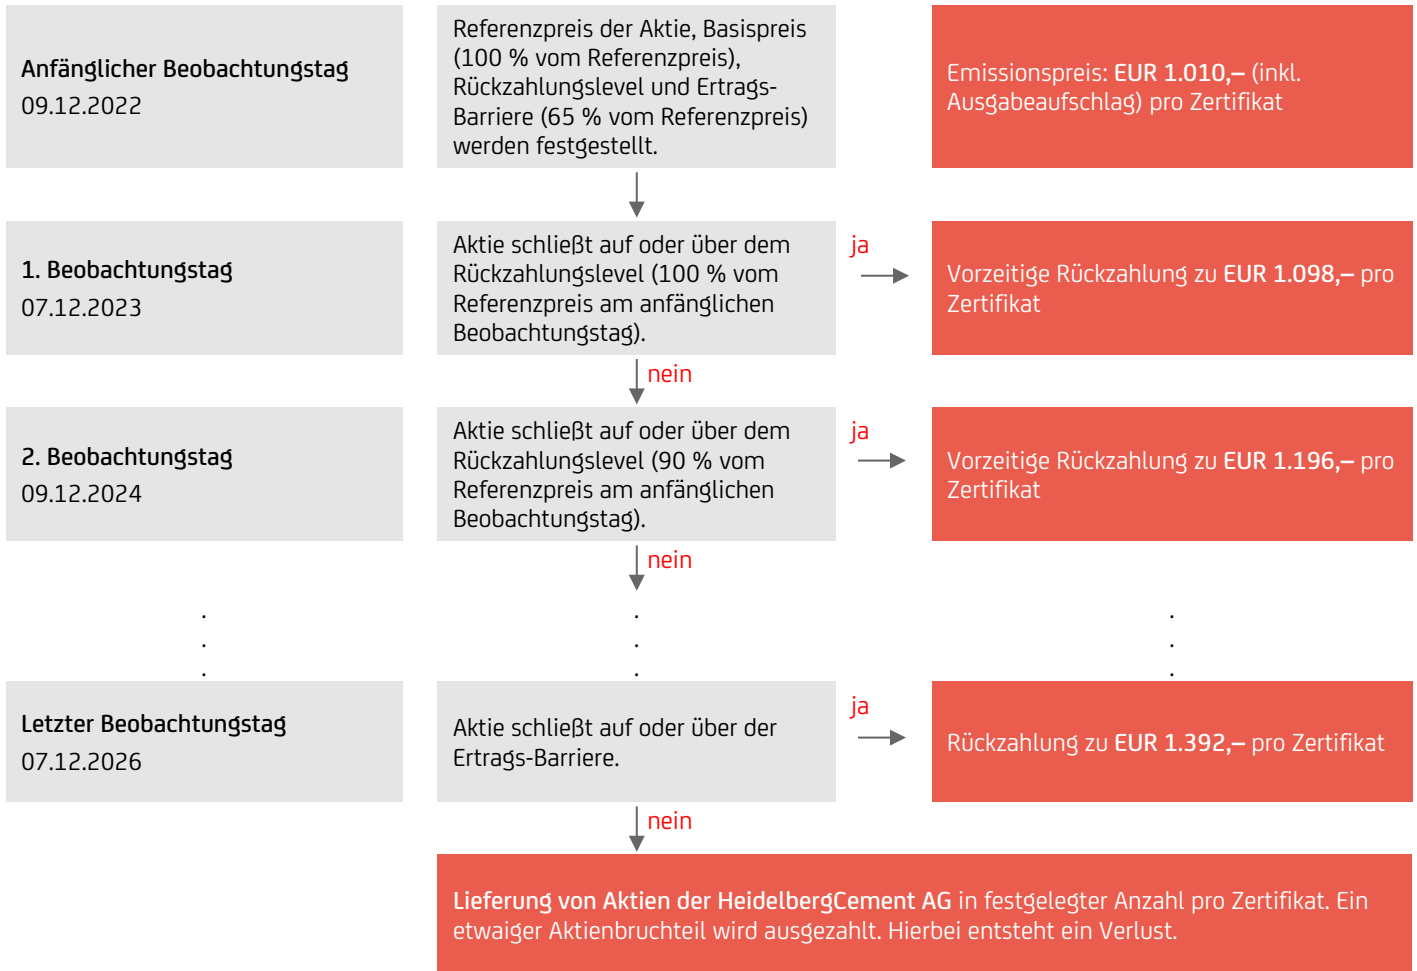 Anfänglicher Beobachtungstag
09.12.2022
Referenzpreis der Aktie, Basispreis
(100 % vom Referenzpreis),
Rückzahlungslevel und Ertrags-
Barriere (65 % vom Referenzpreis)
werden festgestellt.
Emissionspreis: EUR 1.010,– (inkl.
Ausgabeaufschlag) pro Zertifikat
1. Beobachtungstag
07.12.2023
Aktie schließt auf oder über dem
Rückzahlungslevel (100 % vom
Referenzpreis am anfänglichen
Beobachtungstag).
ja
Vorzeitige Rückzahlung zu EUR 1.098,– pro
Zertifikat
nein
2. Beobachtungstag
09.12.2024
Aktie schließt auf oder über dem
Rückzahlungslevel (90 % vom
Referenzpreis am anfänglichen
Beobachtungstag).
ja
Vorzeitige Rückzahlung zu EUR 1.196,– pro
Zertifikat
nein
. . .
. . .
. . .
Letzter Beobachtungstag
07.12.2026
Aktie schließt auf oder über der
Ertrags-Barriere.
ja
Rückzahlung zu EUR 1.392,– pro Zertifikat
nein
Lieferung von Aktien der HeidelbergCement AG in festgelegter Anzahl pro Zertifikat. Ein
etwaiger Aktienbruchteil wird ausgezahlt. Hierbei entsteht ein Verlust.